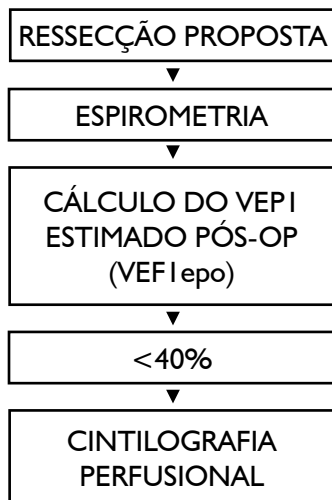 RESSECÇÃO PROPOSTA
ESPIROMETRIA
CÁLCULO DO VEP1
ESTIMADO PÓS-OP
(VEF1epo)
<40%
CINTILOGRAFIA
PERFUSIONAL